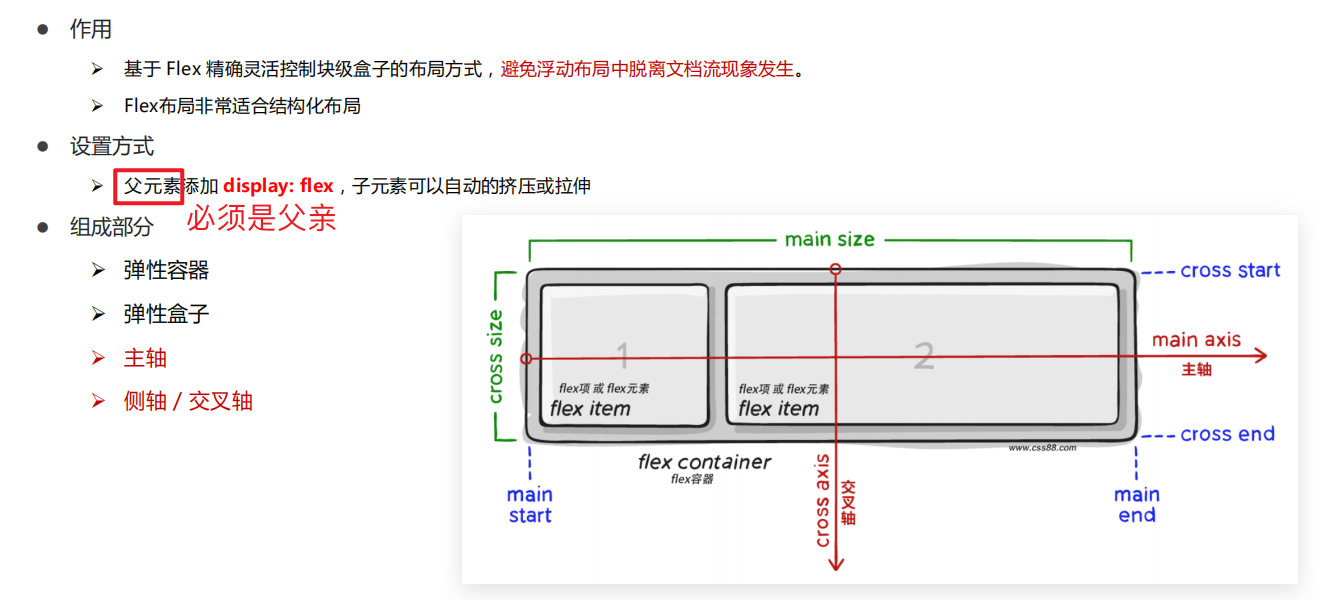 作用
基于 Flex 精确灵活控制块级盒子的布局方式，避免浮动布局中脱离文档流现象发生。
Flex布局非常适合结构化布局
设置方式
父元素添加 display: flex，子元素可以自动的挤压或拉伸
必须是父亲
组成部分
弹性容器
弹性盒子
主轴
侧轴 / 交叉轴
main size
cross start
cross size
main axis
主轴
1
2
flex项 或 flex元素
flex item
flex项 或 flex元素
flex item
cross end
www.css88.com
flex container
flex容器
cross axis
交叉轴
main
start
main
end